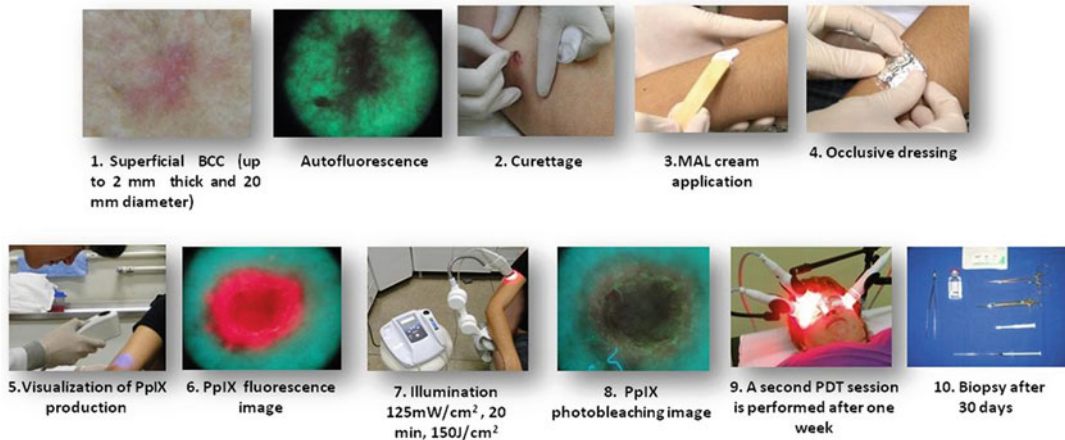 1. Superficial BCC (up
to 2 mm thick and 20
mm diameter)
Autofluorescence
2. Curettage
3.MAL cream
application
4. Occlusive dressing
5.Visualization of PpIX
production
6. PpIX fluorescence
image
7. Illumination
125mW/cm², 20
min, 150J/cm²
8. PpIX
photobleaching image
9. A second PDT session
is performed after one
week
10. Biopsy after
30 days